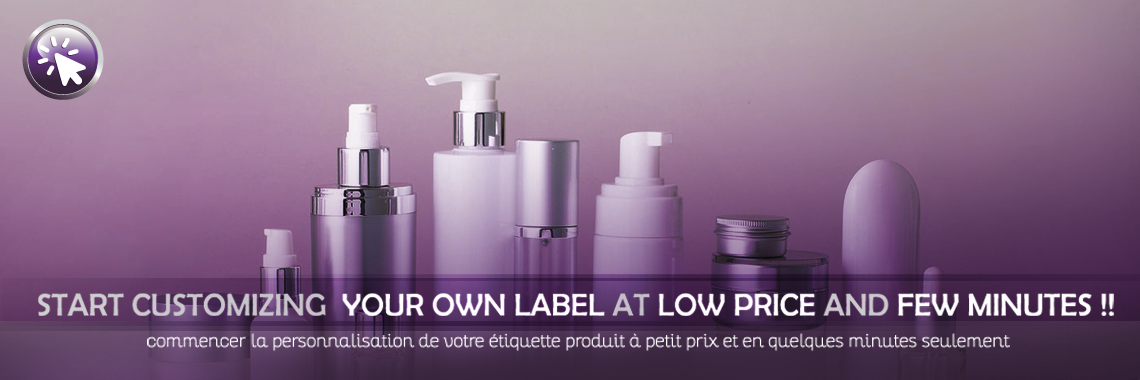 START CUSTOMIZING YOUR OWN LABEL AT LOW PRICE AND FEW MINUTES !!
commencer la personnalisation de votre étiquette produit à petit prix et en quelques minutes seulement